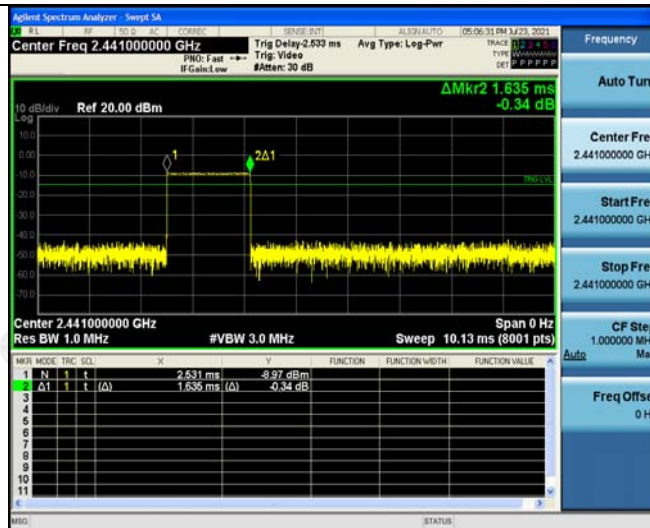 Agilent Spectrum Analyzer - Swept SA
RL RF 50 Ω AC CORREC SENSE:INT ALIGN AUTO 05:06:31 PM Jul 23, 2021
Center Freq 2.441000000 GHz
PNO: Fast
IFGain:Low
Trig Delay-2.533 ms
Trig: Video
#Atten: 30 dB
Avg Type: Log-Pwr
TRACE 1 2 3 4 5 6
TYPE
DET P P P P P P
ΔMkr2 1.635 ms
-0.34 dB
10 dB/div Ref 20.00 dBm
Log
10.0
0.00
-10.0
-20.0
-30.0
-40.0
-50.0
-60.0
-70.0
1
2Δ1
TRIG LVL
Center 2.441000000 GHz Span 0 Hz
Res BW 1.0 MHz #VBW 3.0 MHz Sweep 10.13 ms (8001 pts)
MKR MODE TRC SCL X Y FUNCTION FUNCTION WIDTH FUNCTION VALUE
1 N 1 t 2.531 ms -8.97 dBm
2 Δ1 1 t (Δ) 1.635 ms (Δ) -0.34 dB
3
4
5
6
7
8
9
10
11
MSG STATUS
Frequency
Auto Tun
Center Fre
2.441000000 GH
Start Fre
2.441000000 GH
Stop Fre
2.441000000 GH
CF Ste
1.000000 MH
Auto Ma
Freq Offse
0 H